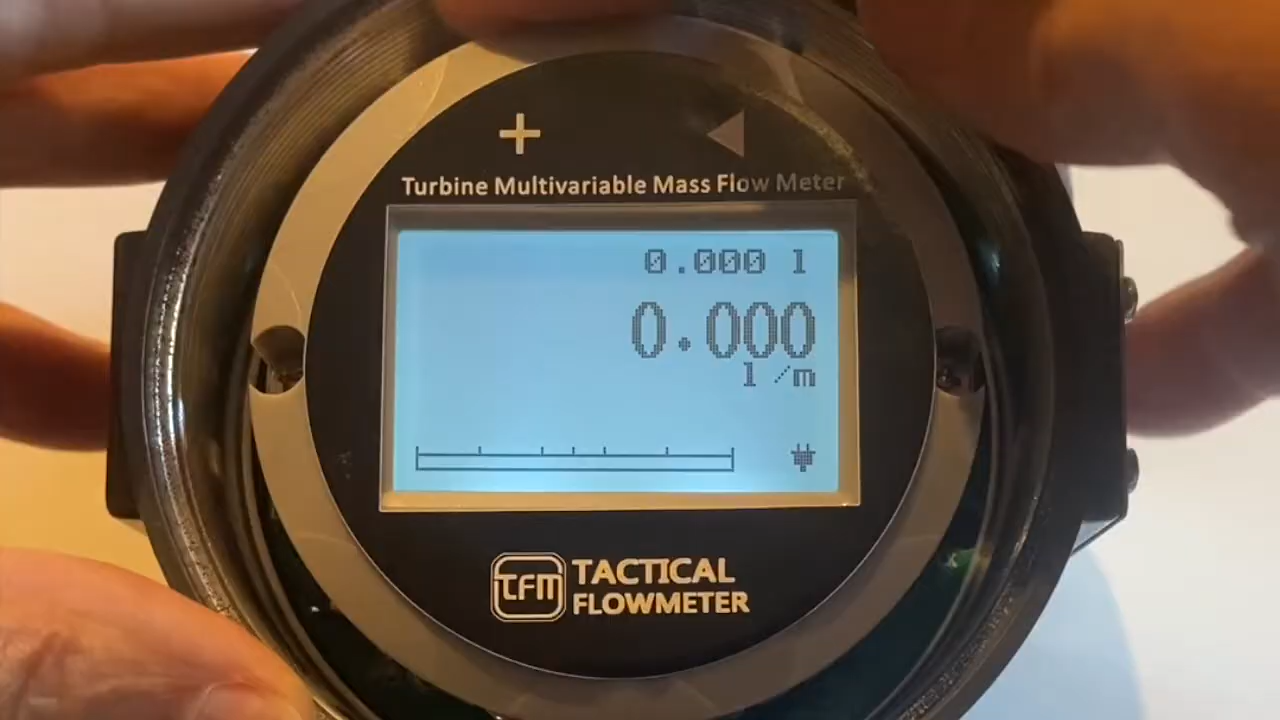 +
Turbine Multivariable Mass Flow Meter
0.000 l
0.000
l/m
TFM
TACTICAL
FLOWMETER